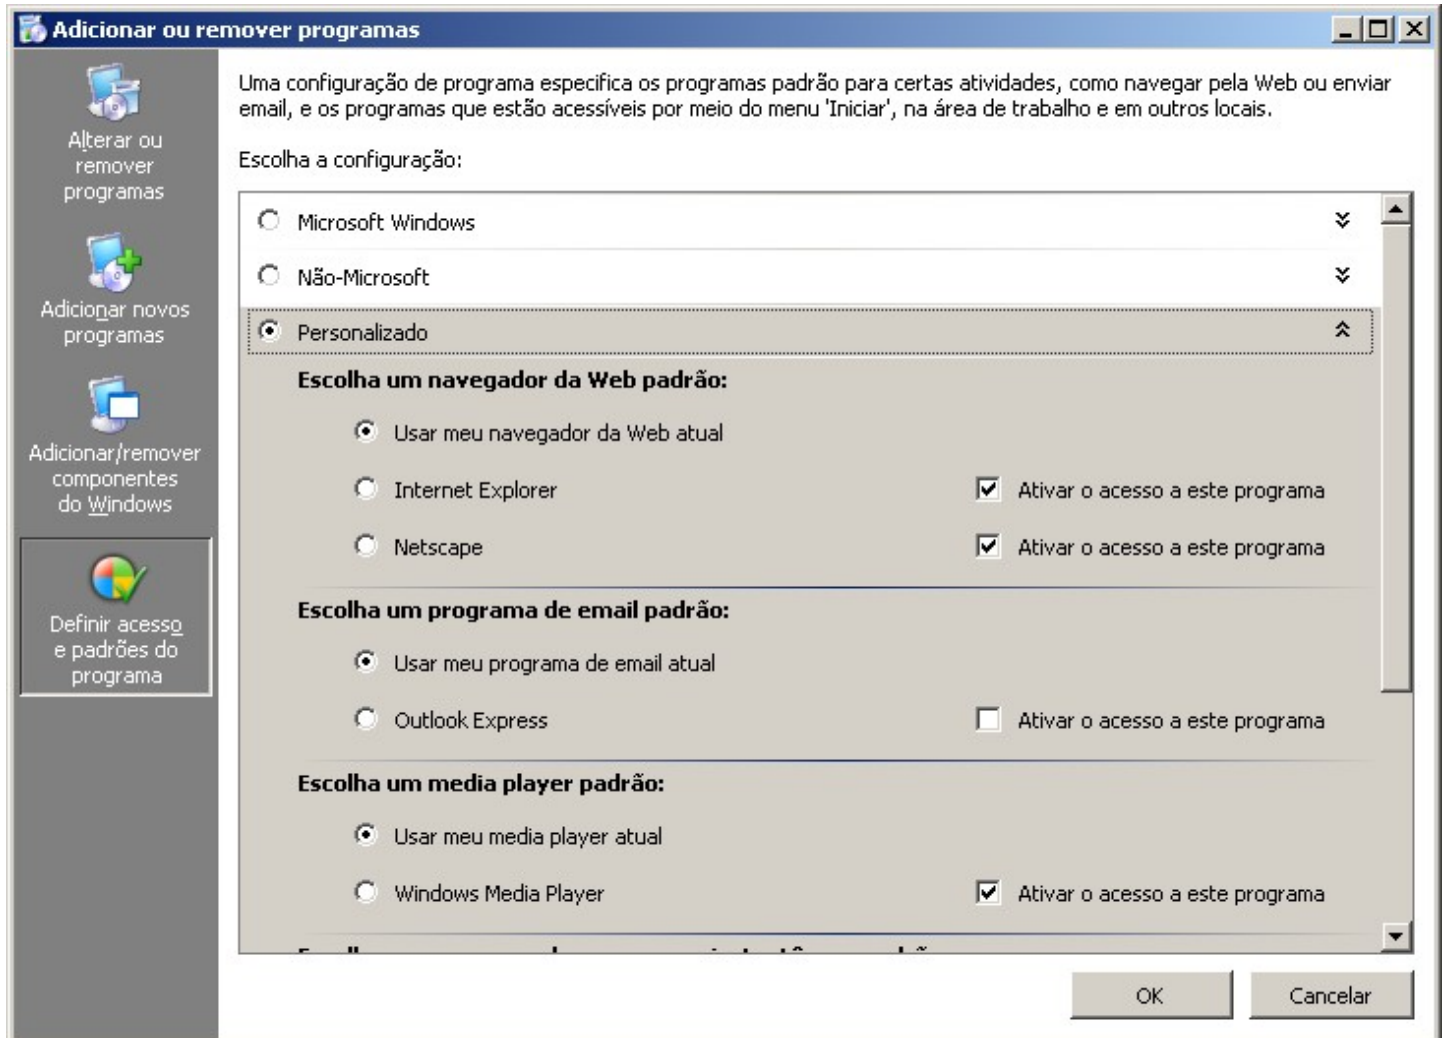 Adicionar ou remover programas
Alterar ou
remover
programas
Adicionar novos
programas
Adicionar/remover
componentes
do Windows
Definir acesso
e padrões do
programa
Uma configuração de programa especifica os programas padrão para certas atividades, como navegar pela Web ou enviar
email, e os programas que estão acessíveis por meio do menu 'Iniciar', na área de trabalho e em outros locais.
Escolha a configuração:
Microsoft Windows
Não-Microsoft
Personalizado
Escolha um navegador da Web padrão:
Usar meu navegador da Web atual
Internet Explorer Ativar o acesso a este programa
Netscape Ativar o acesso a este programa
Escolha um programa de email padrão:
Usar meu programa de email atual
Outlook Express Ativar o acesso a este programa
Escolha um media player padrão:
Usar meu media player atual
Windows Media Player Ativar o acesso a este programa
OK Cancelar